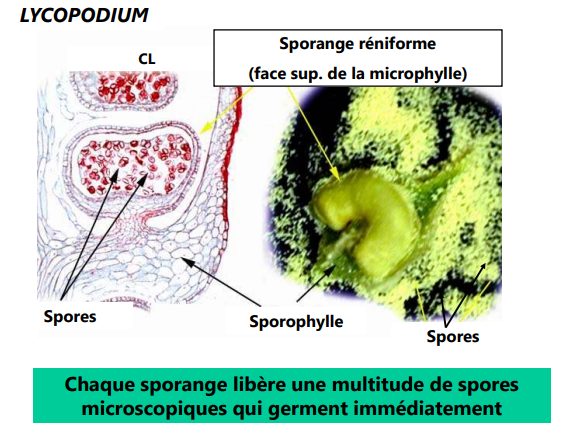 LYCOPODIUM
CL
Sporange réniforme
(face sup. de la microphylle)
Spores
Sporophylle
Spores
Chaque sporange libère une multitude de spores
microscopiques qui germent immédiatement